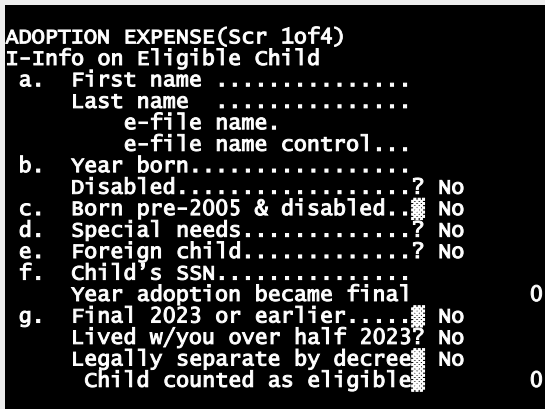 ADOPTION EXPENSE(Scr 1of4)
I-Info on Eligible Child
a. First name ...............
Last name ...............
e-file name.
e-file name control...
b. Year born.................
Disabled..................? No
c. Born pre-2005 & disabled..▒ No
d. Special needs.............? No
e. Foreign child.............? No
f. Child's SSN...............
Year adoption became final 0
g. Final 2023 or earlier.....▒ No
Lived w/you over half 2023? No
Legally separate by decree▒ No
Child counted as eligible▒ 0